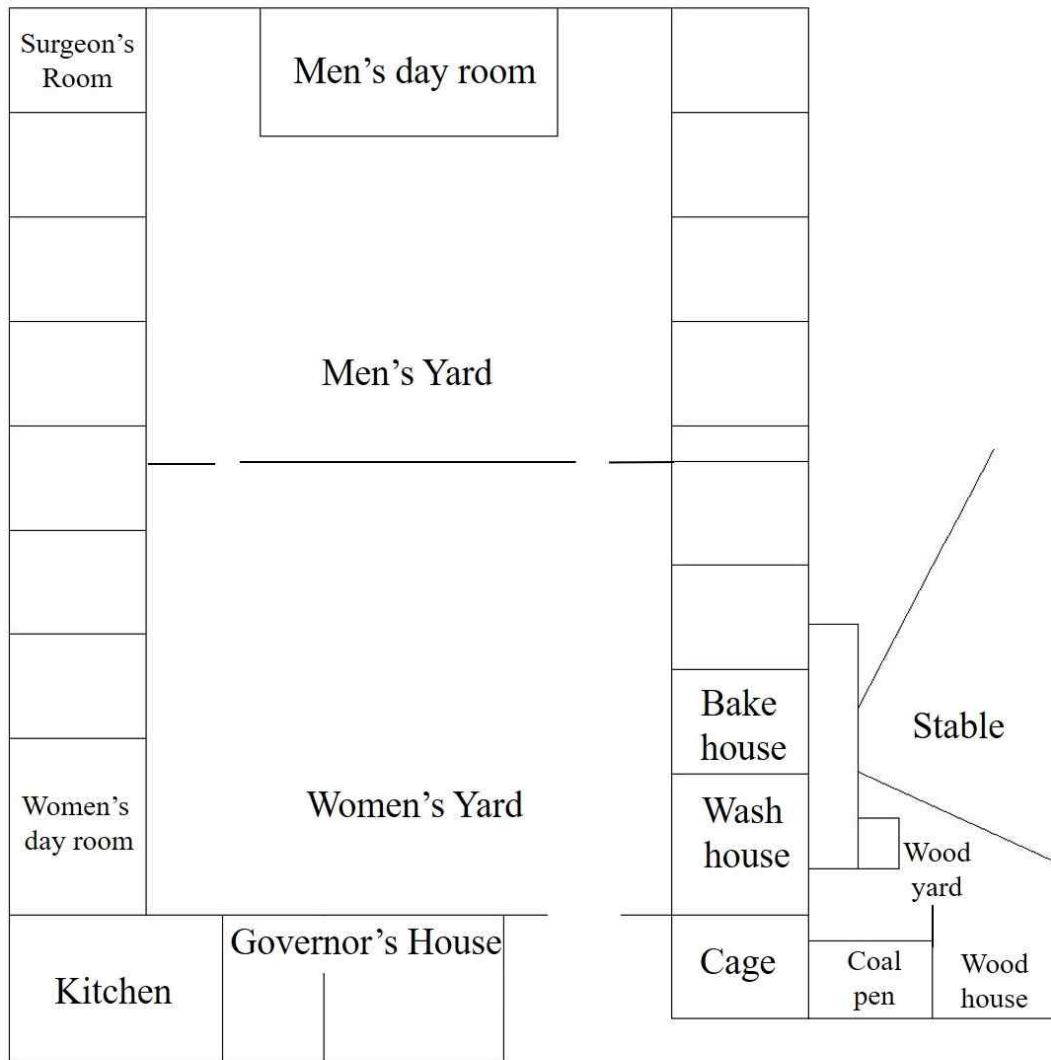 Surgeon’s
Room
Men’s day room
Men’s Yard
Bake
house
Stable
Women’s
day room
Women’s Yard
Wash
house
Wood
yard
Kitchen
Governor’s House
Cage
Coal
pen
Wood
house